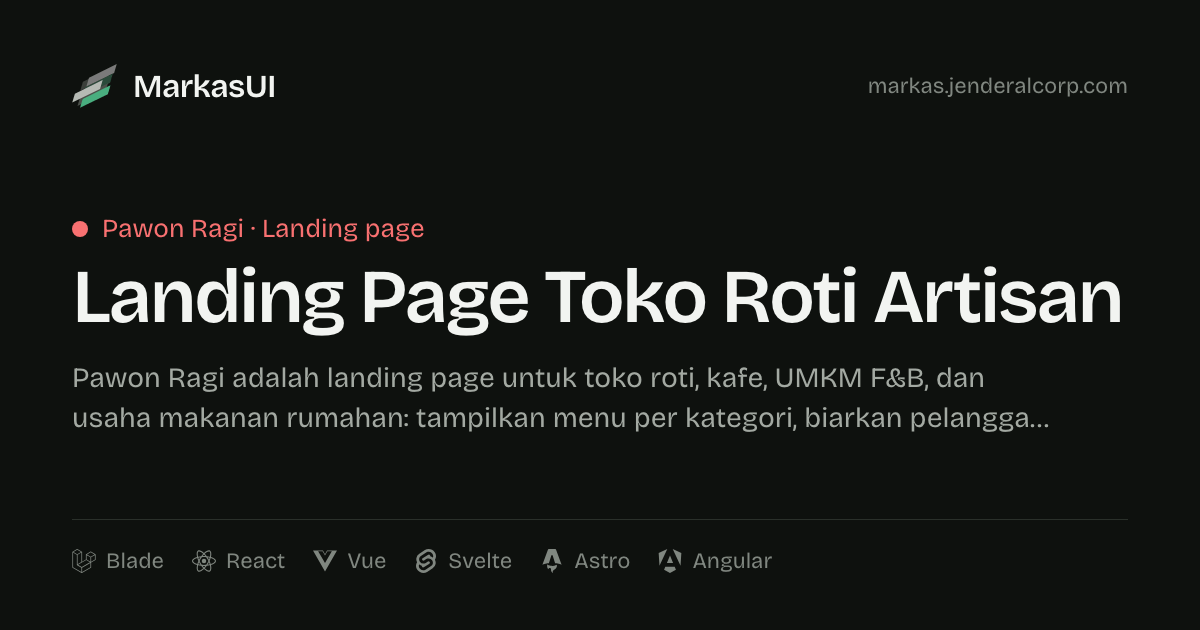 MarkasUI
markas.jenderalcorp.com
Pawon Ragi · Landing page
Landing Page Toko Roti Artisan
Pawon Ragi adalah landing page untuk toko roti, kafe, UMKM F&B, dan
usaha makanan rumahan: tampilkan menu per kategori, biarkan pelangga...
Blade React Vue Svelte Astro Angular